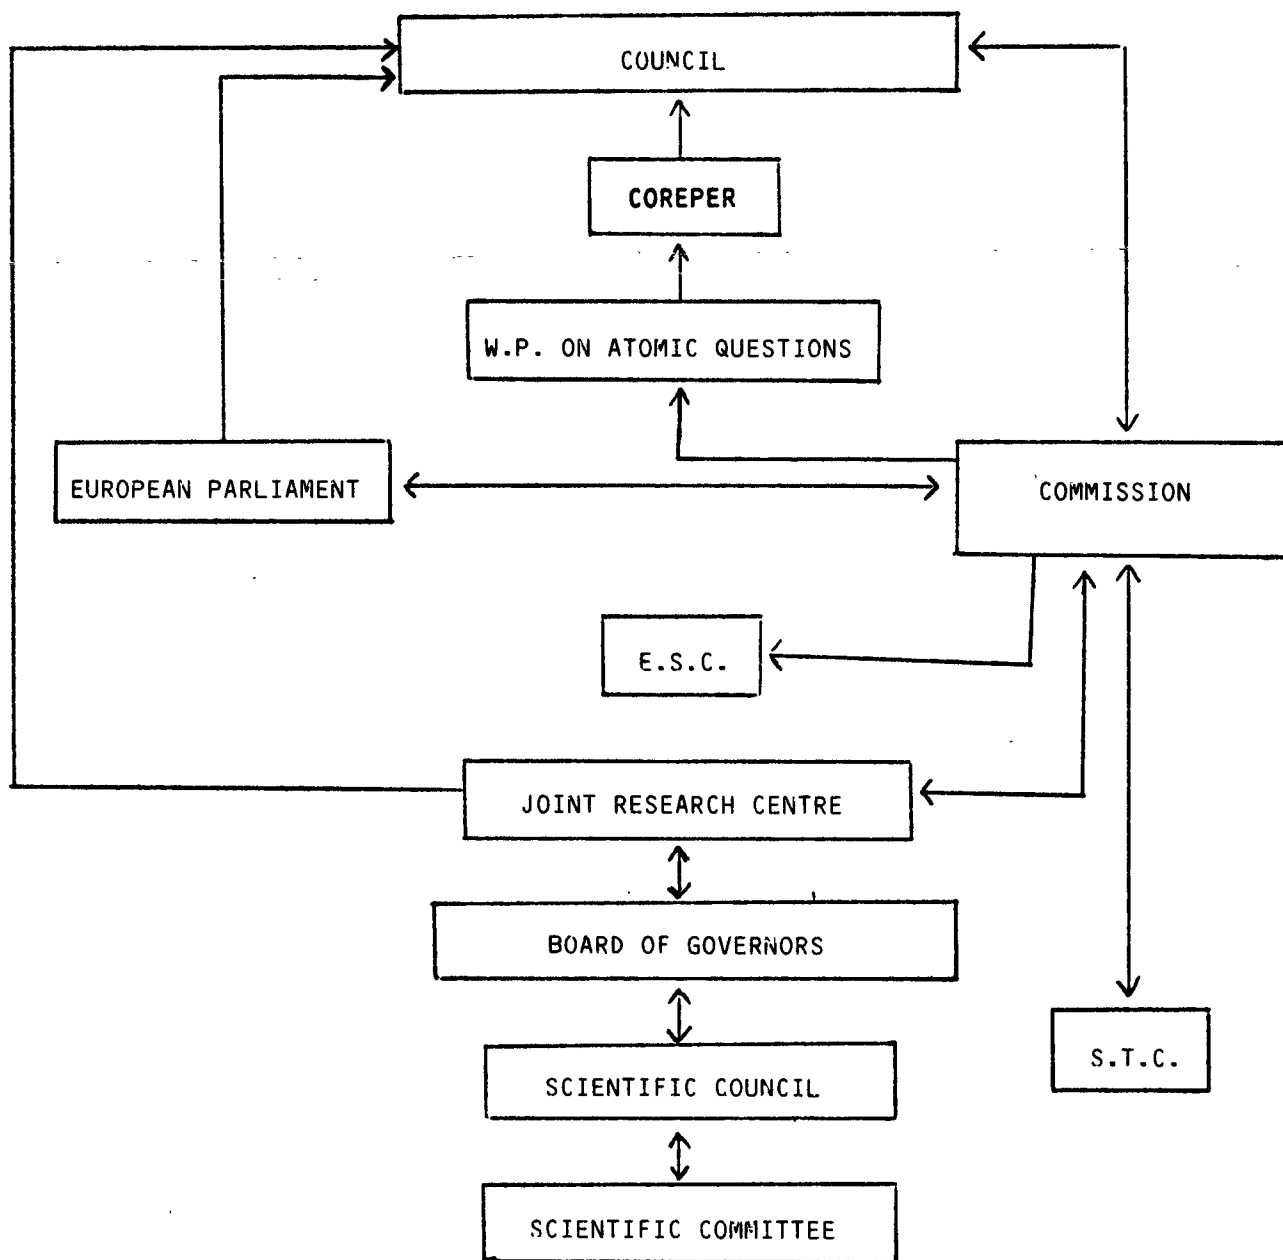 COUNCIL
COREPER
W.P. ON ATOMIC QUESTIONS
EUROPEAN PARLIAMENT
COMMISSION
E.S.C.
JOINT RESEARCH CENTRE
BOARD OF GOVERNORS
S.T.C.
SCIENTIFIC COUNCIL
SCIENTIFIC COMMITTEE